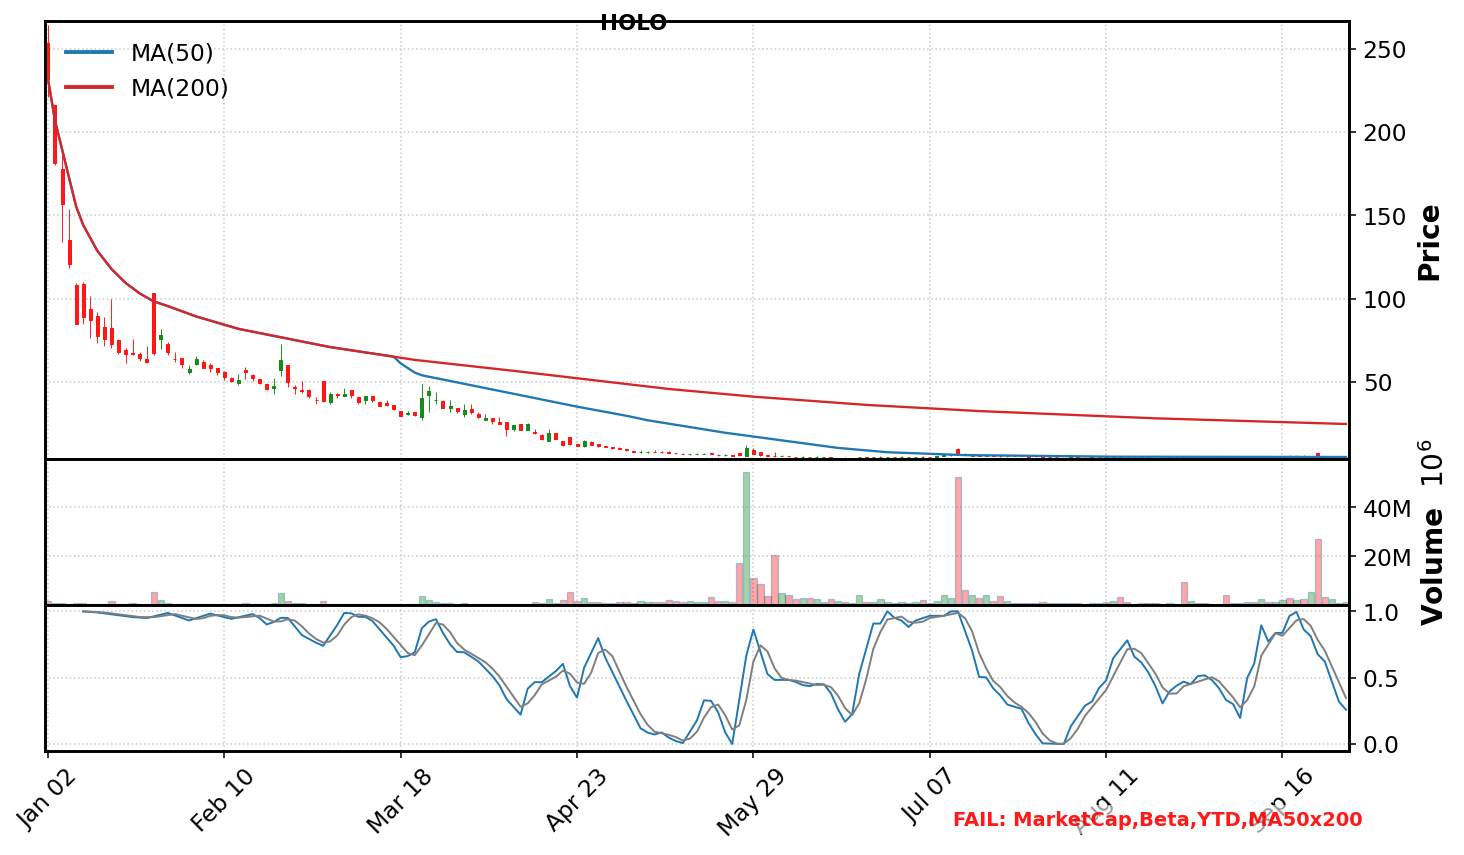 HOLO
MA(50)
MA(200)
250
200
150
100
50
Price
10^6
Volume
40M
20M
1.0
0.5
0.0
Jan 02
Feb 10
Mar 18
Apr 23
May 29
Jul 07
Aug 11
Sep 16
FAIL: MarketCap,Beta,YTD,MA50x200